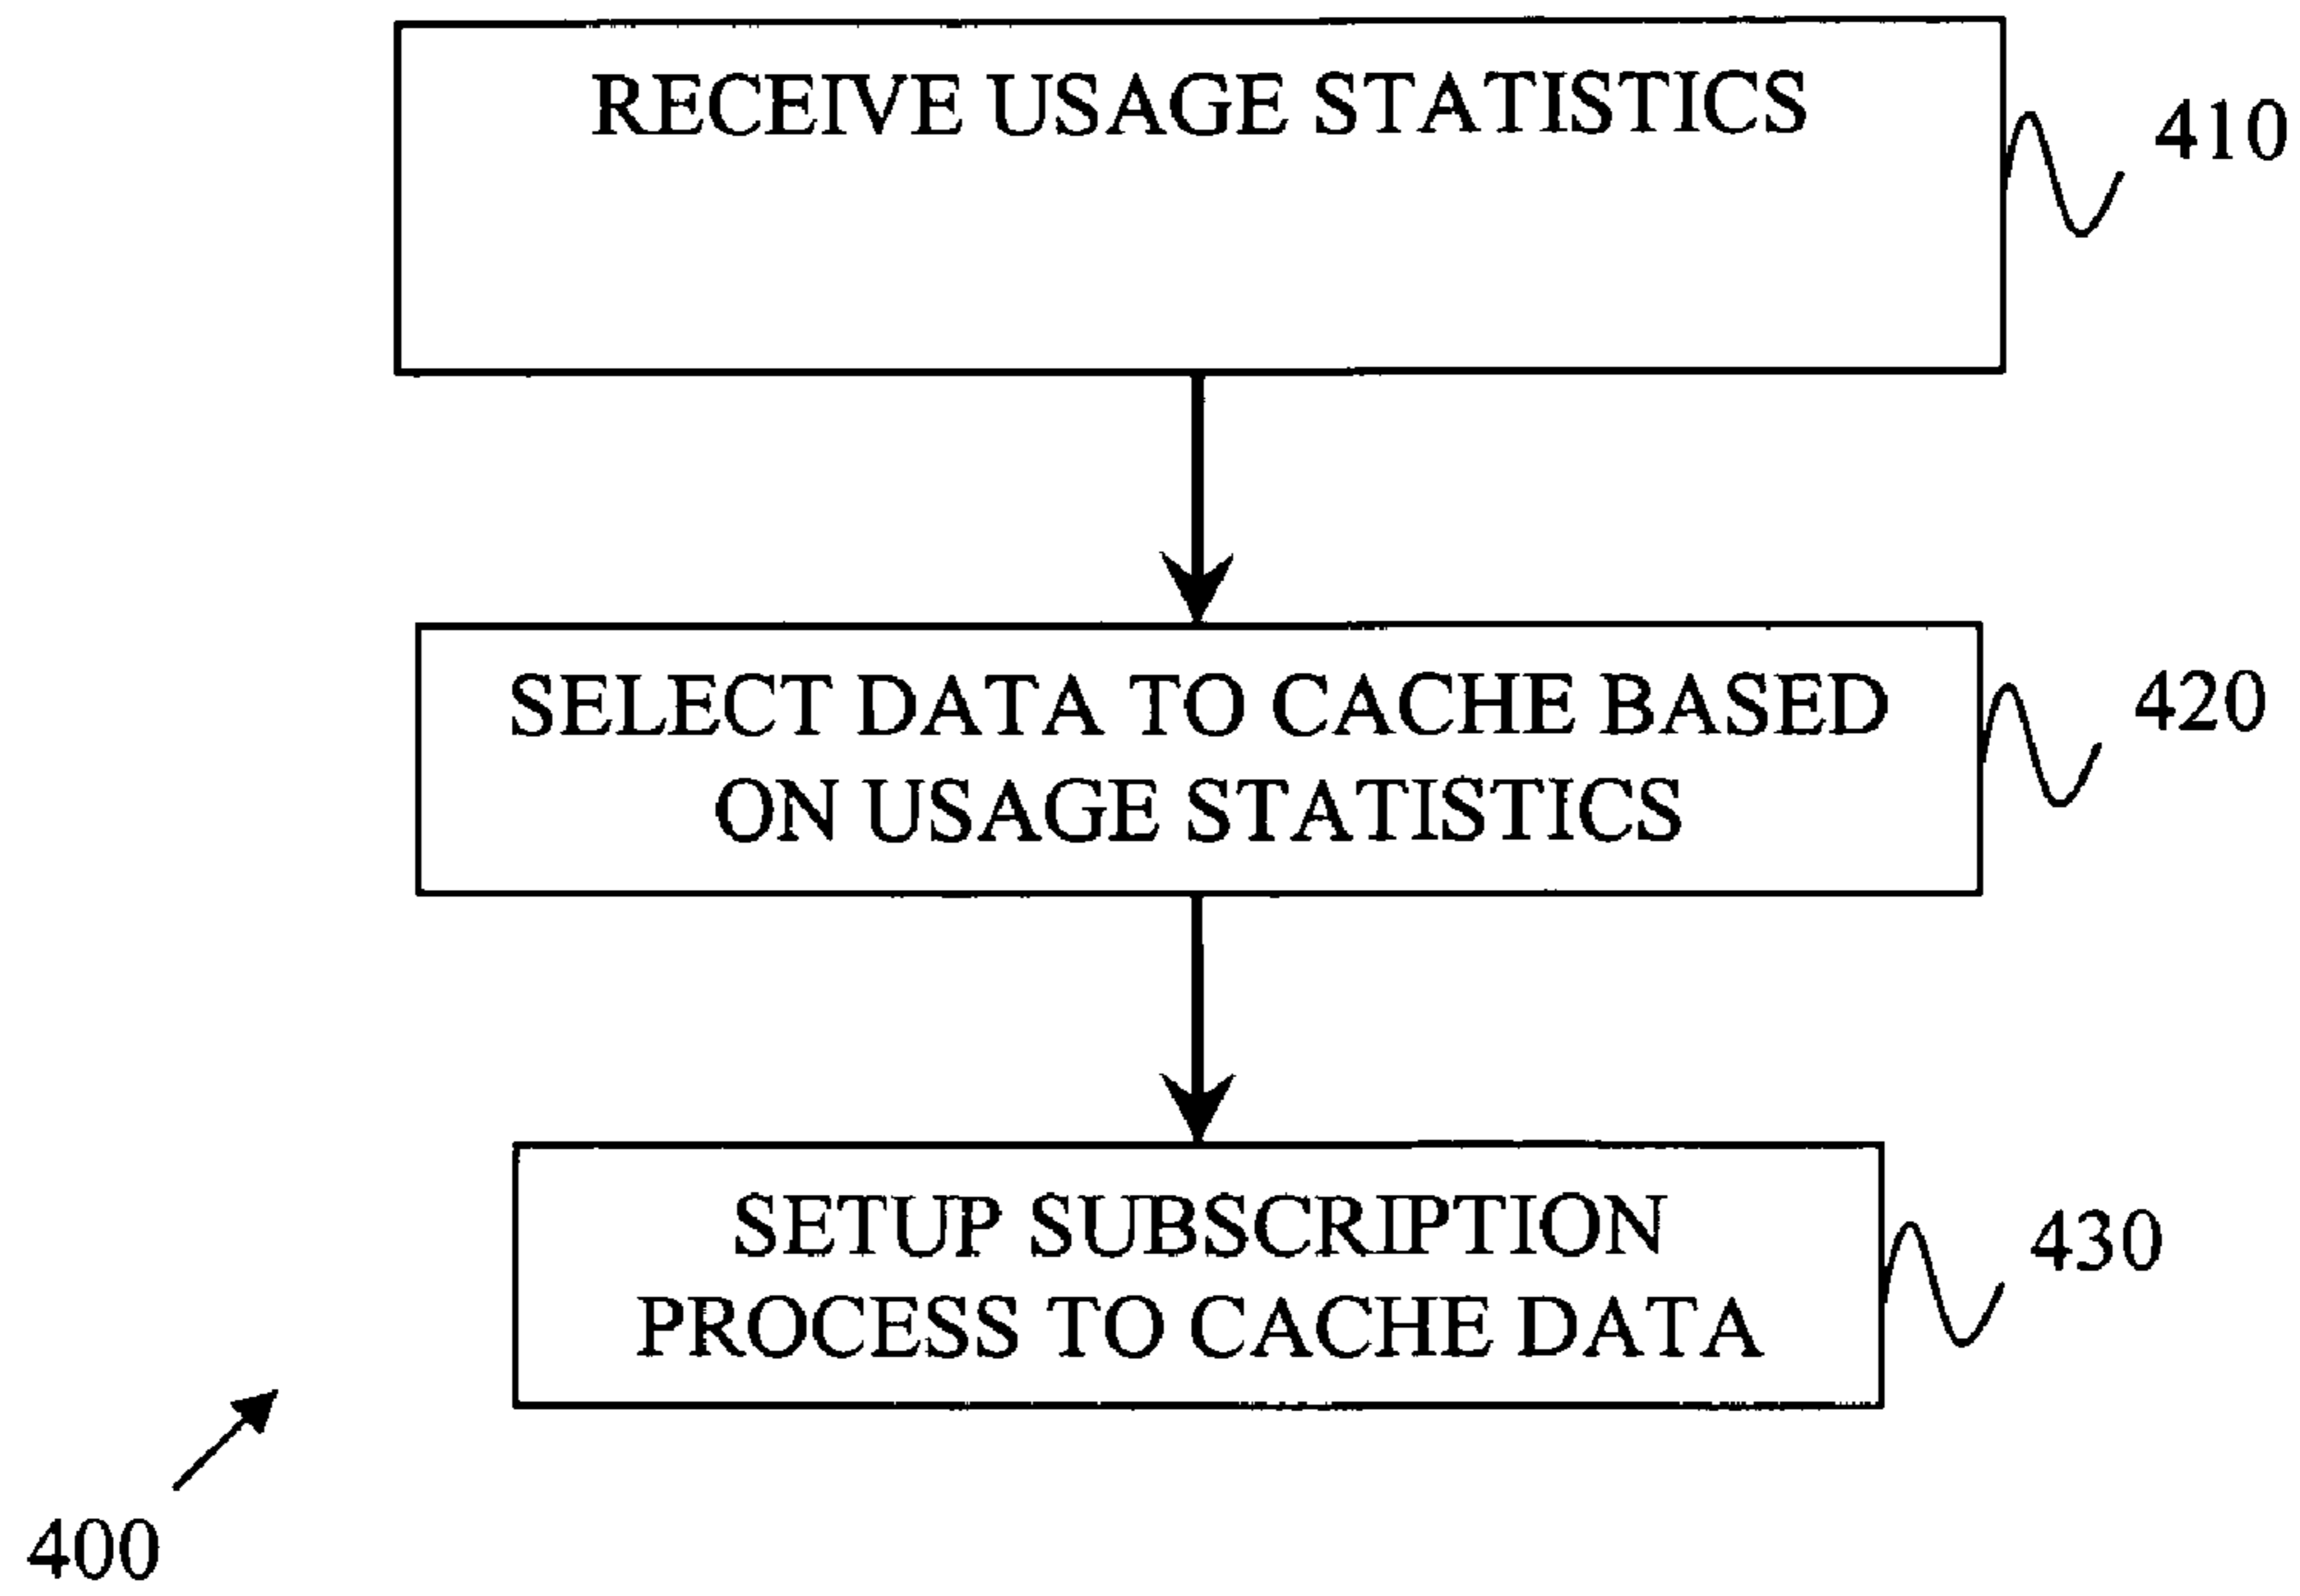 RECEIVE USAGE STATISTICS
410
SELECT DATA TO CACHE BASED
ON USAGE STATISTICS
420
SETUP SUBSCRIPTION
PROCESS TO CACHE DATA
430
400